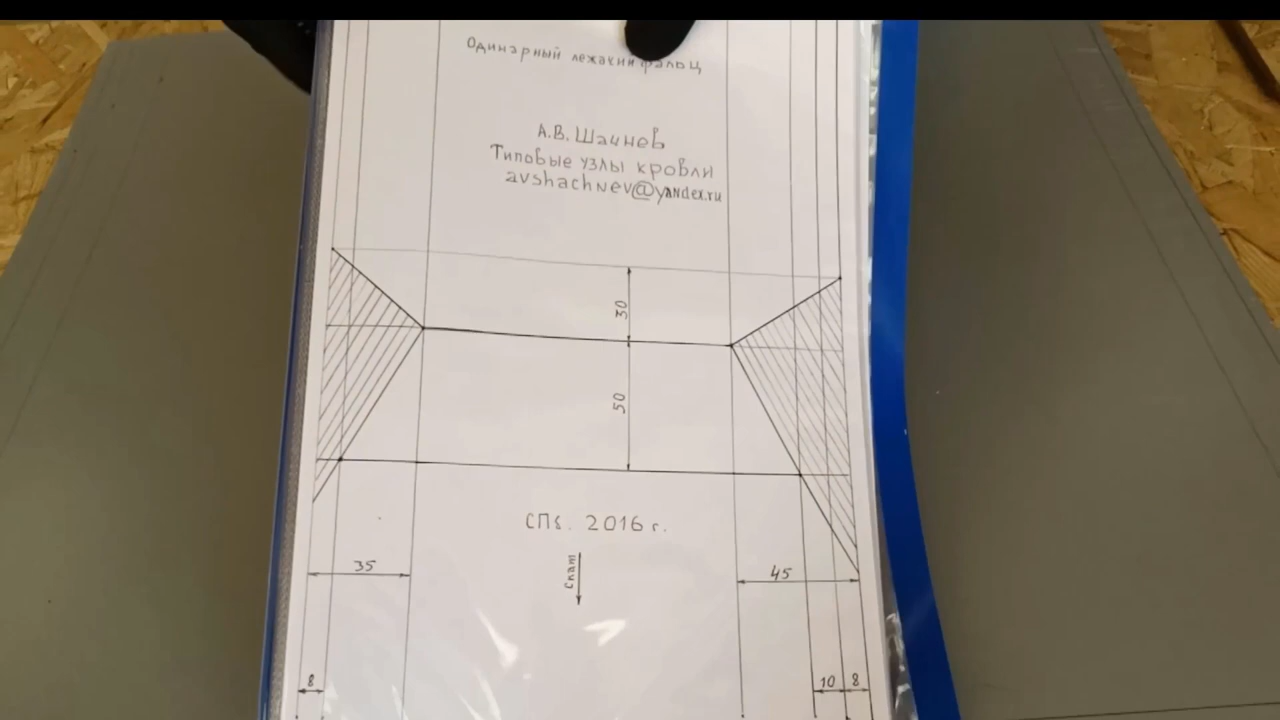 Одинарный лежачий фальц
А.В. Шачнев
Типовые узлы кровли
avshachnev@yandex.ru
30
50
СПб. 2016 г.
Скат
35
45
8
10
8